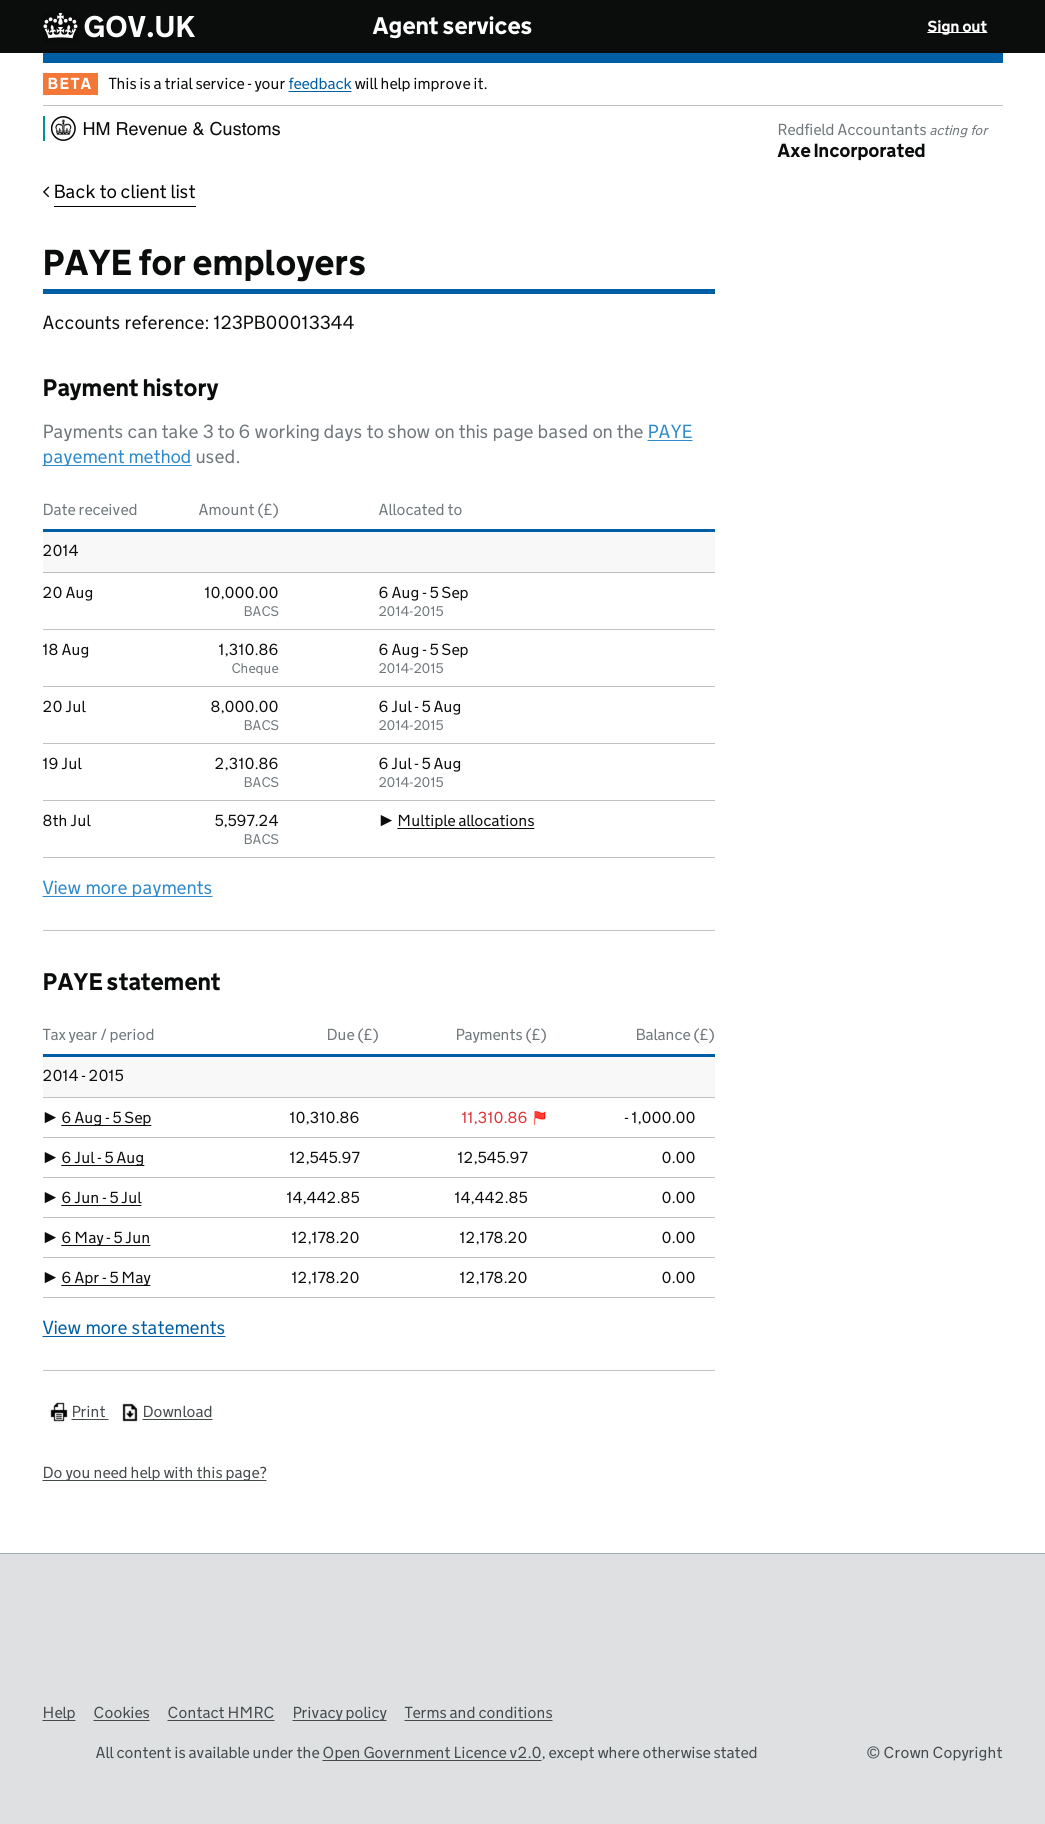 GOV.UK Agent services Sign out
BETA This is a trial service - your feedback will help improve it.
HM Revenue & Customs
Redfield Accountants acting for
Axe Incorporated
< Back to client list
PAYE for employers
Accounts reference: 123PB00013344
Payment history
Payments can take 3 to 6 working days to show on this page based on the PAYE
payement method used.
Date received Amount (£) Allocated to
2014
20 Aug 10,000.00 6 Aug - 5 Sep
BACS 2014-2015
18 Aug 1,310.86 6 Aug - 5 Sep
Cheque 2014-2015
20 Jul 8,000.00 6 Jul - 5 Aug
BACS 2014-2015
19 Jul 2,310.86 6 Jul - 5 Aug
BACS 2014-2015
8th Jul 5,597.24 ▶ Multiple allocations
BACS
View more payments
PAYE statement
Tax year / period Due (£) Payments (£) Balance (£)
2014 - 2015
▶ 6 Aug - 5 Sep 10,310.86 11,310.86 - 1,000.00
▶ 6 Jul - 5 Aug 12,545.97 12,545.97 0.00
▶ 6 Jun - 5 Jul 14,442.85 14,442.85 0.00
▶ 6 May - 5 Jun 12,178.20 12,178.20 0.00
▶ 6 Apr - 5 May 12,178.20 12,178.20 0.00
View more statements
Print Download
Do you need help with this page?
Help Cookies Contact HMRC Privacy policy Terms and conditions
All content is available under the Open Government Licence v2.0, except where otherwise stated © Crown Copyright